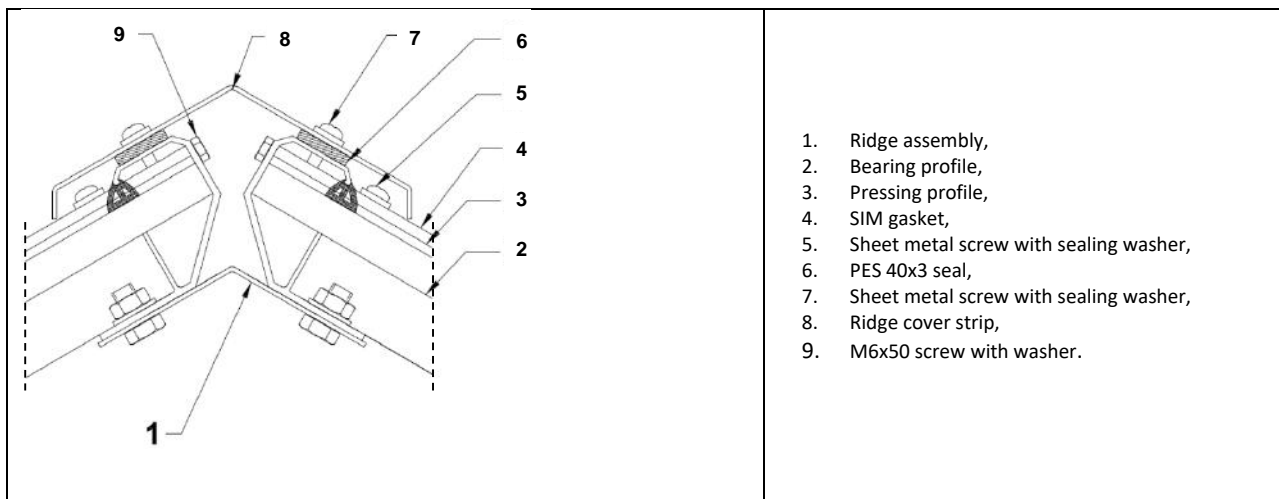 9
8
7
6
5
4
3
2
1
1. Ridge assembly,
2. Bearing profile,
3. Pressing profile,
4. SIM gasket,
5. Sheet metal screw with sealing washer,
6. PES 40x3 seal,
7. Sheet metal screw with sealing washer,
8. Ridge cover strip,
9. M6x50 screw with washer.